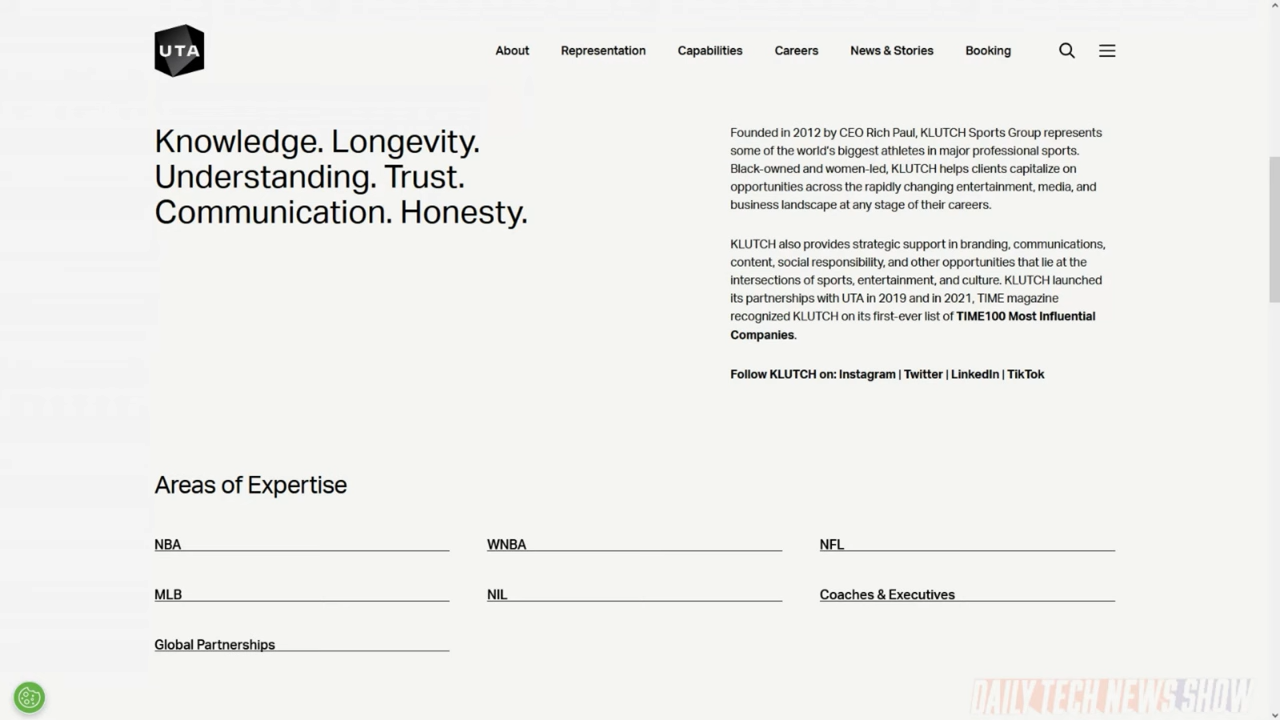 UTA
About Representation Capabilities Careers News & Stories Booking
Knowledge. Longevity.
Understanding. Trust.
Communication. Honesty.
Founded in 2012 by CEO Rich Paul, KLUTCH Sports Group represents
some of the world's biggest athletes in major professional sports.
Black-owned and women-led, KLUTCH helps clients capitalize on
opportunities across the rapidly changing entertainment, media, and
business landscape at any stage of their careers.
KLUTCH also provides strategic support in branding, communications,
content, social responsibility, and other opportunities that lie at the
intersections of sports, entertainment, and culture. KLUTCH launched
its partnerships with UTA in 2019 and in 2021, TIME magazine
recognized KLUTCH on its first-ever list of TIME100 Most Influential
Companies.
Follow KLUTCH on: Instagram | Twitter | LinkedIn | TikTok
Areas of Expertise
NBA WNBA NFL
MLB NIL Coaches & Executives
Global Partnerships
DAILY TECH NEWS SHOW